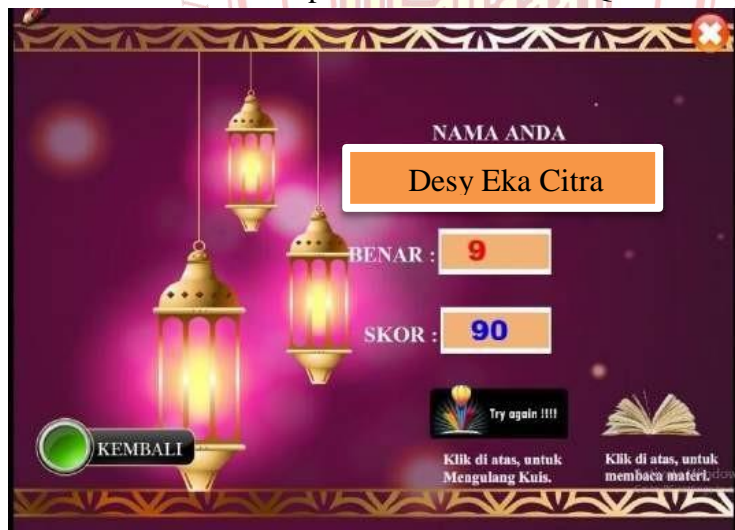 NAMA ANDA
Desy Eka Citra
BENAR : 9
SKOR : 90
Try again !!!!
KEMBALI
Klik di atas, untuk
Mengulang Kuis.
Klik di atas, untuk
membaca materi.